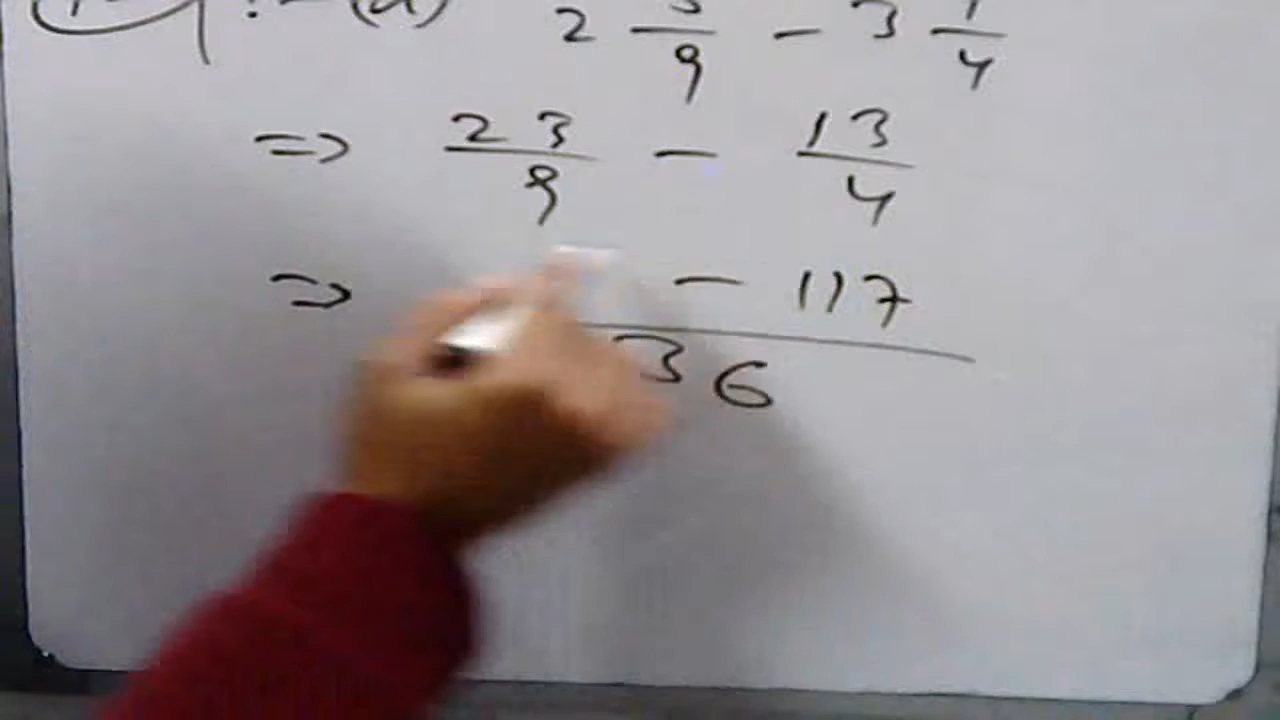 (a) 2 5/9 - 3 1/4
=> 23/9 - 13/4
=> - 117 / 36